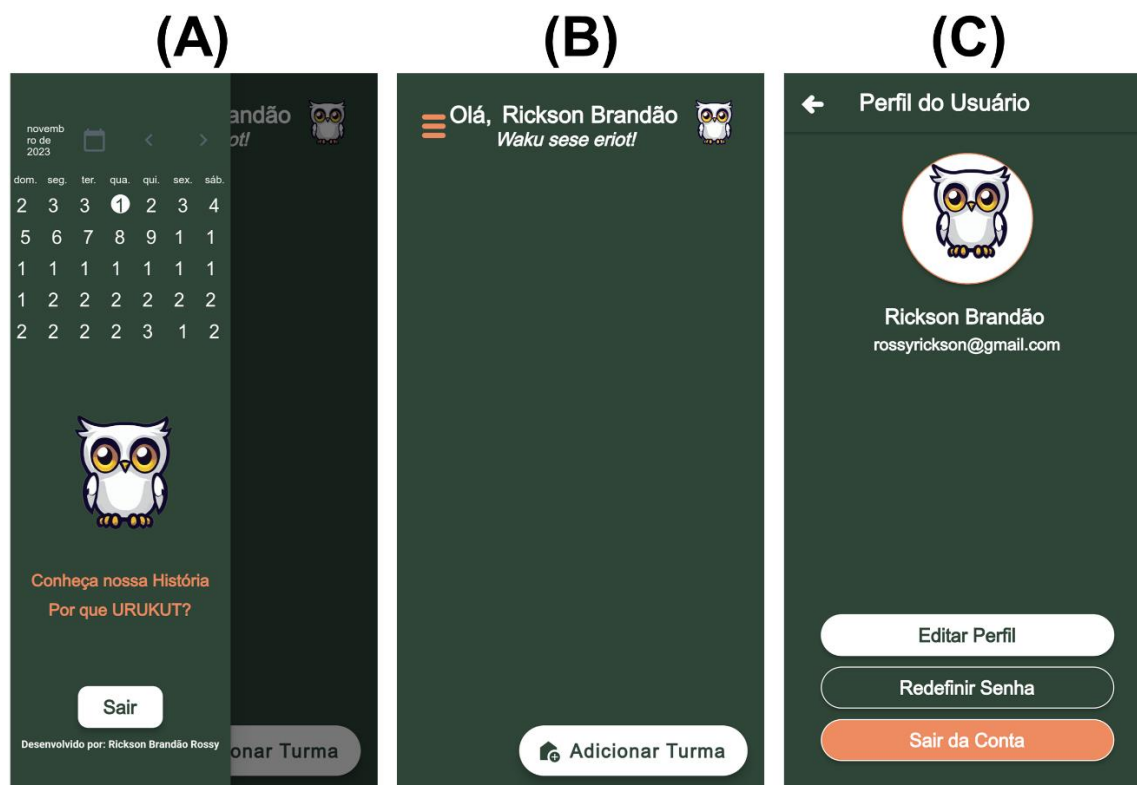 (A)
novemb
ro de
2023
dom. seg. ter. qua. qui. sex. sáb.
2 3 3 1 2 3 4
5 6 7 8 9 1 1
1 1 1 1 1 1 1
1 2 2 2 2 2 2
2 2 2 2 3 1 2
Conheça nossa História
Por que URUKUT?
Sair
Desenvolvido por: Rickson Brandão Rossy
andão
ot!
onar Turma
(B)
Olá, Rickson Brandão
Waku sese eriot!
Adicionar Turma
(C)
Perfil do Usuário
Rickson Brandão
rossyrickson@gmail.com
Editar Perfil
Redefinir Senha
Sair da Conta